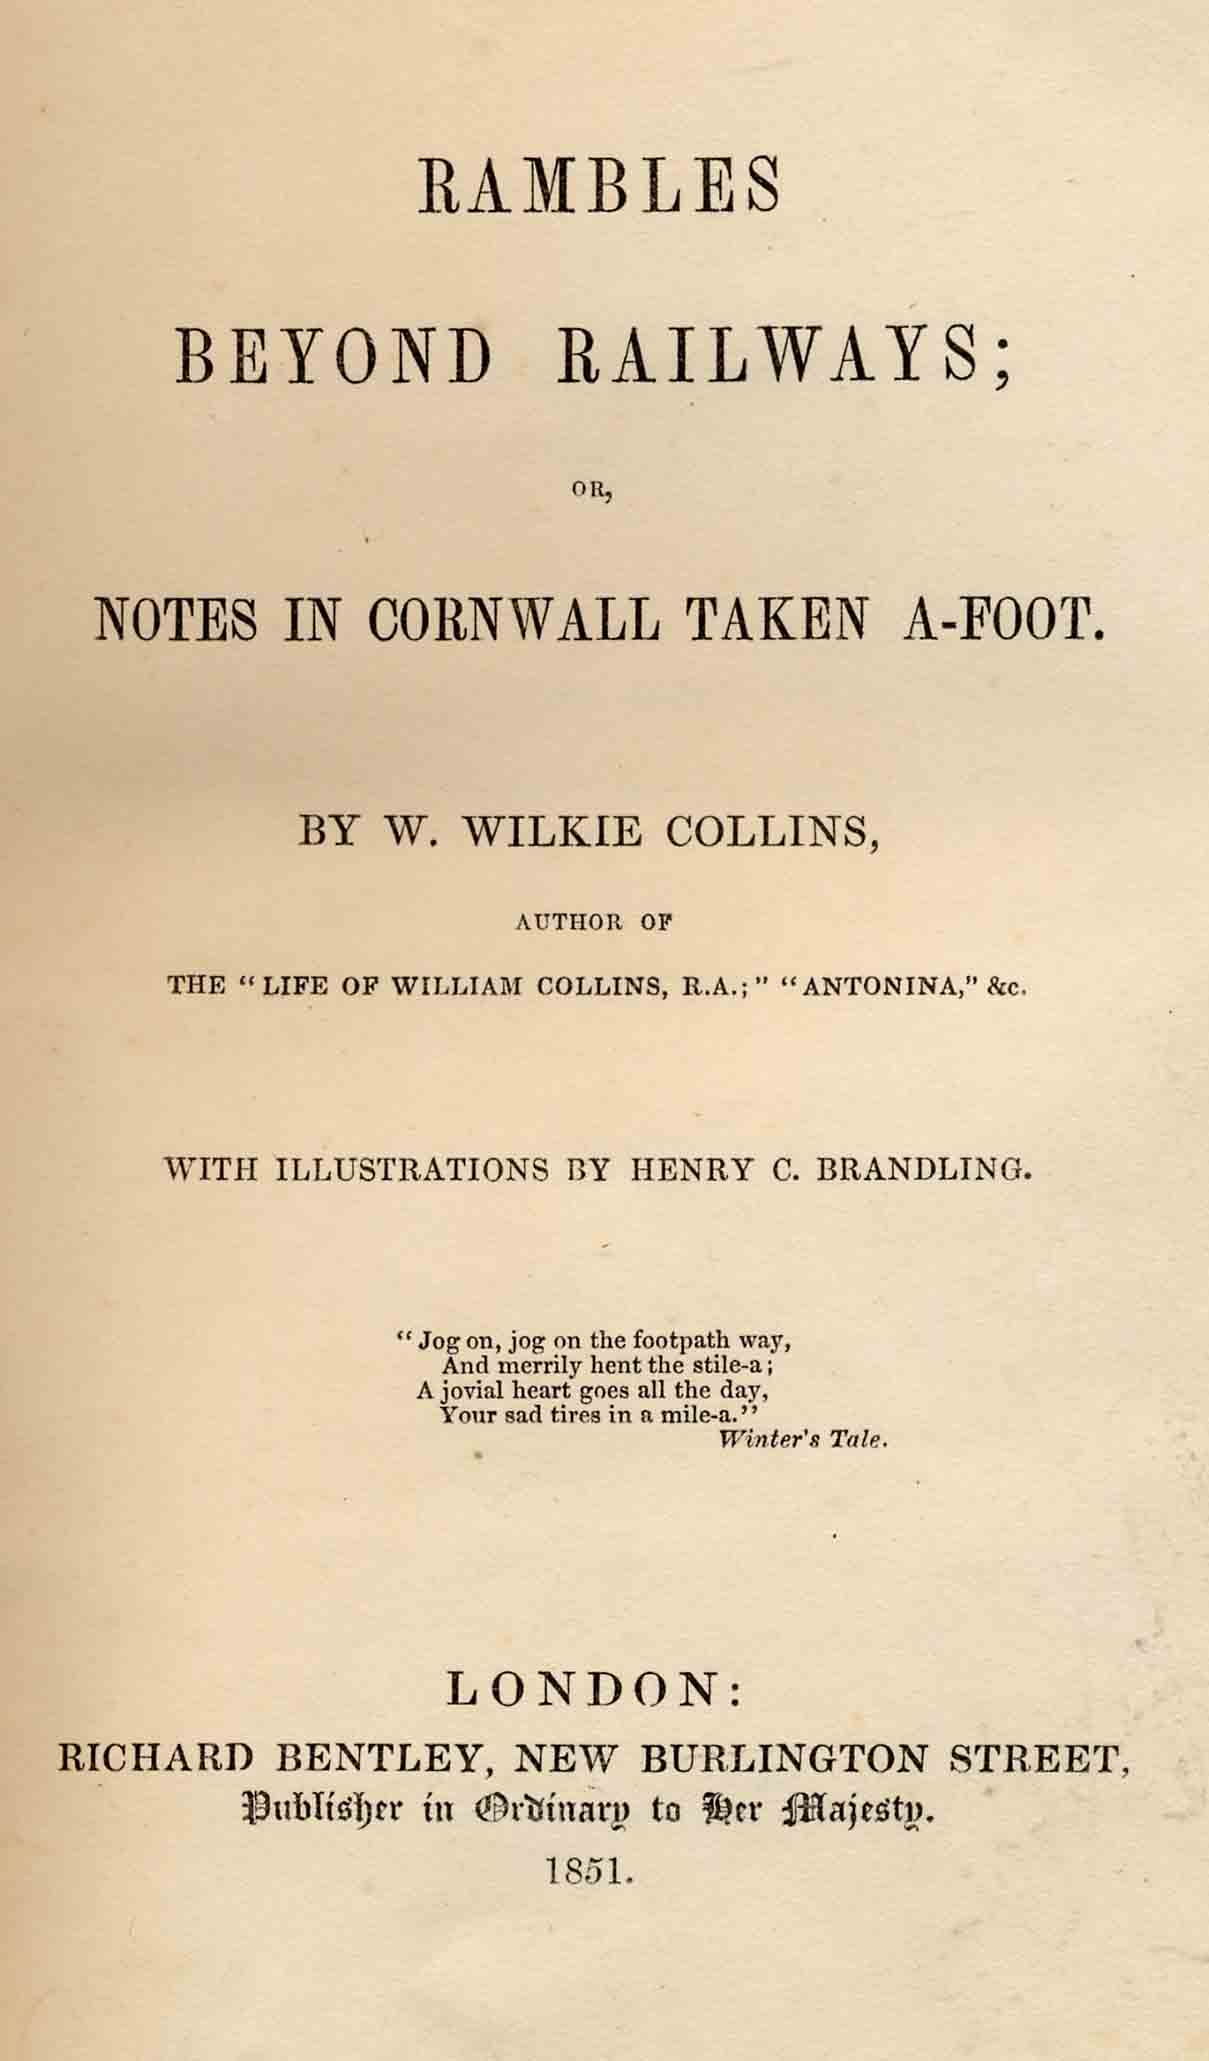 RAMBLES
BEYOND RAILWAYS;
OR,
NOTES IN CORNWALL TAKEN A-FOOT.
BY W. WILKIE COLLINS,
AUTHOR OF
THE "LIFE OF WILLIAM COLLINS, R.A.;" "ANTONINA," &c.
WITH ILLUSTRATIONS BY HENRY C. BRANDLING.
"Jog on, jog on the footpath way,
And merrily hent the stile-a;
A jovial heart goes all the day,
Your sad tires in a mile-a."
Winter's Tale.
LONDON:
RICHARD BENTLEY, NEW BURLINGTON STREET,
Publisher in Ordinary to Her Majesty.
1851.